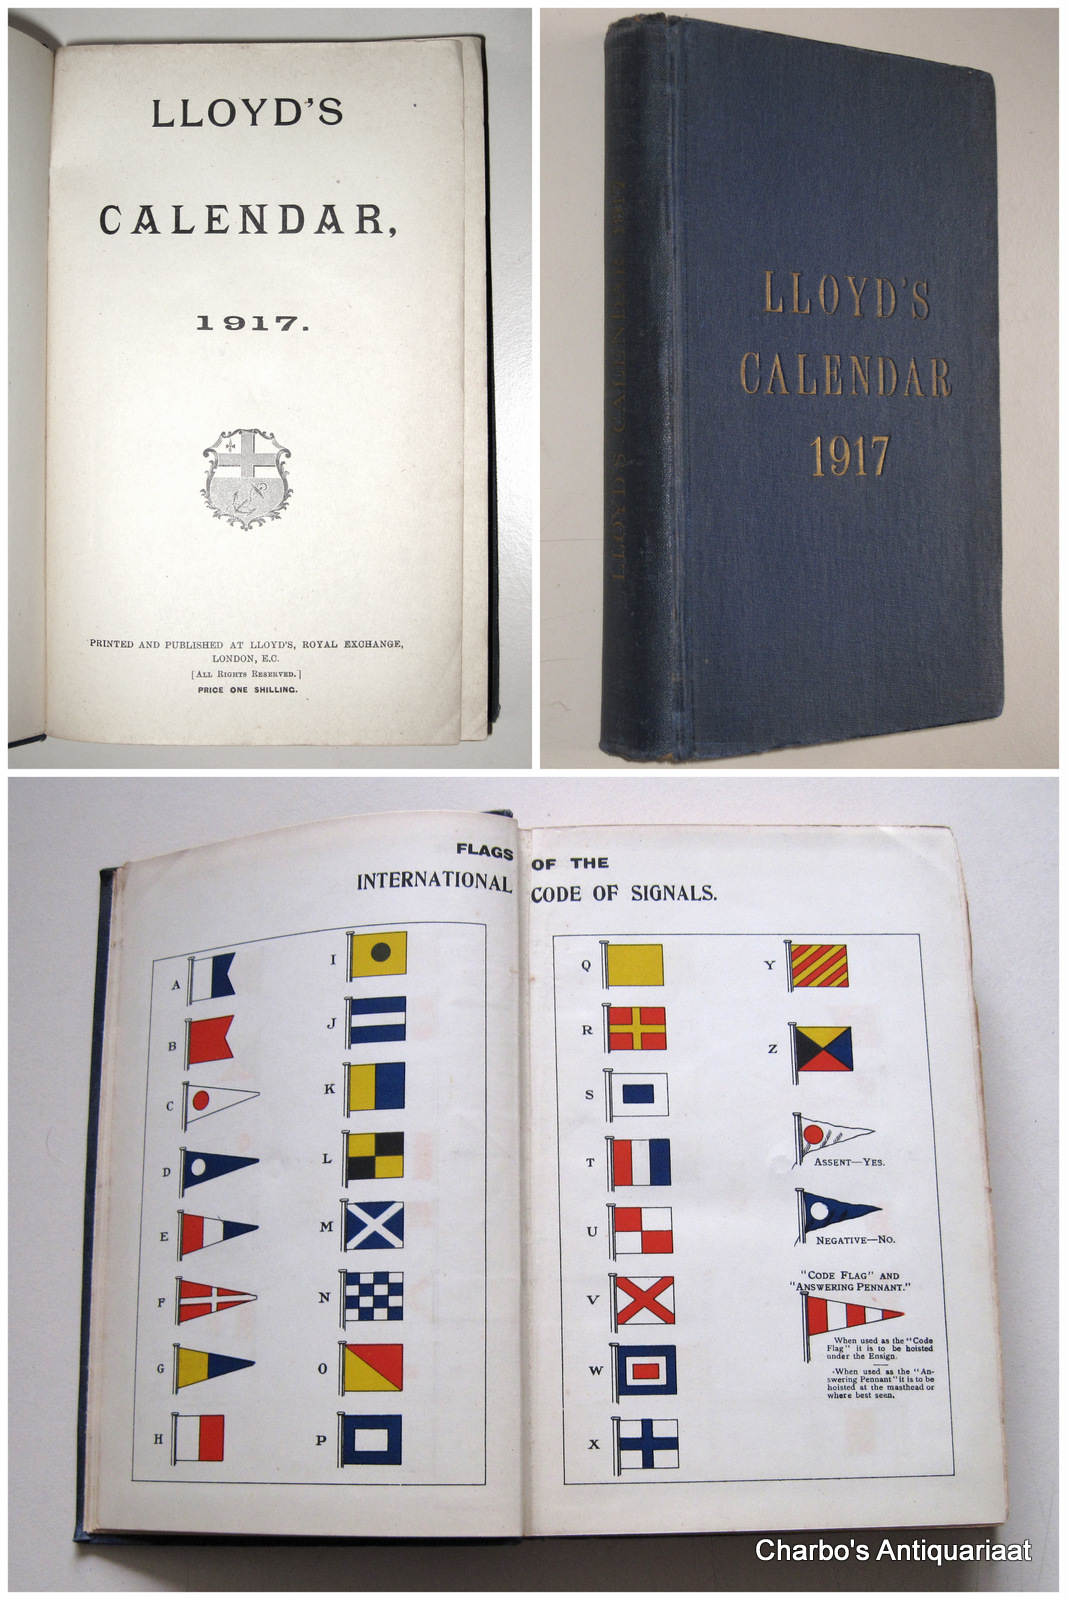 LLOYD'S
CALENDAR,
1917.
PRINTED AND PUBLISHED AT LLOYD'S, ROYAL EXCHANGE,
LONDON, E.C.
[ALL RIGHTS RESERVED.]
PRICE ONE SHILLING.
LLOYD'S CALENDAR 1917
LLOYD'S
CALENDAR
1917
FLAGS OF THE
INTERNATIONAL CODE OF SIGNALS.
A
B
C
D
E
F
G
H
I
J
K
L
M
N
O
P
Q
R
S
T
U
V
W
X
Y
Z
ASSENT—YES.
NEGATIVE—NO.
"CODE FLAG" AND
"ANSWERING PENNANT."
When used as the "Code
Flag" it is to be hoisted
under the Ensign.
When used as the "An-
swering Pennant" it is to be
hoisted at the masthead or
where best seen.
Charbo's Antiquariaat